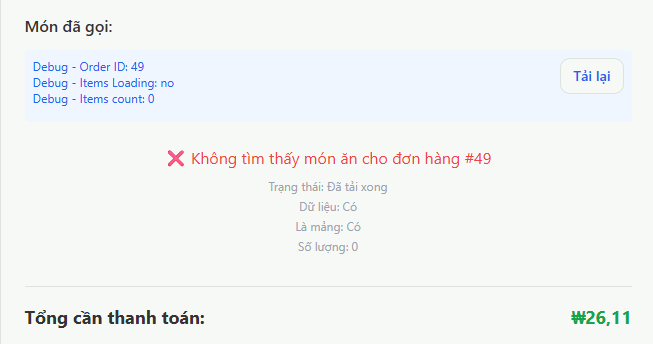 Món đã gọi:
Debug - Order ID: 49
Tải lại
Debug - Items Loading: no
Debug - Items count: 0
❌ Không tìm thấy món ăn cho đơn hàng #49
Trạng thái: Đã tải xong
Dữ liệu: Có
Là mảng: Có
Số lượng: 0
Tổng cần thanh toán: ₩26,11